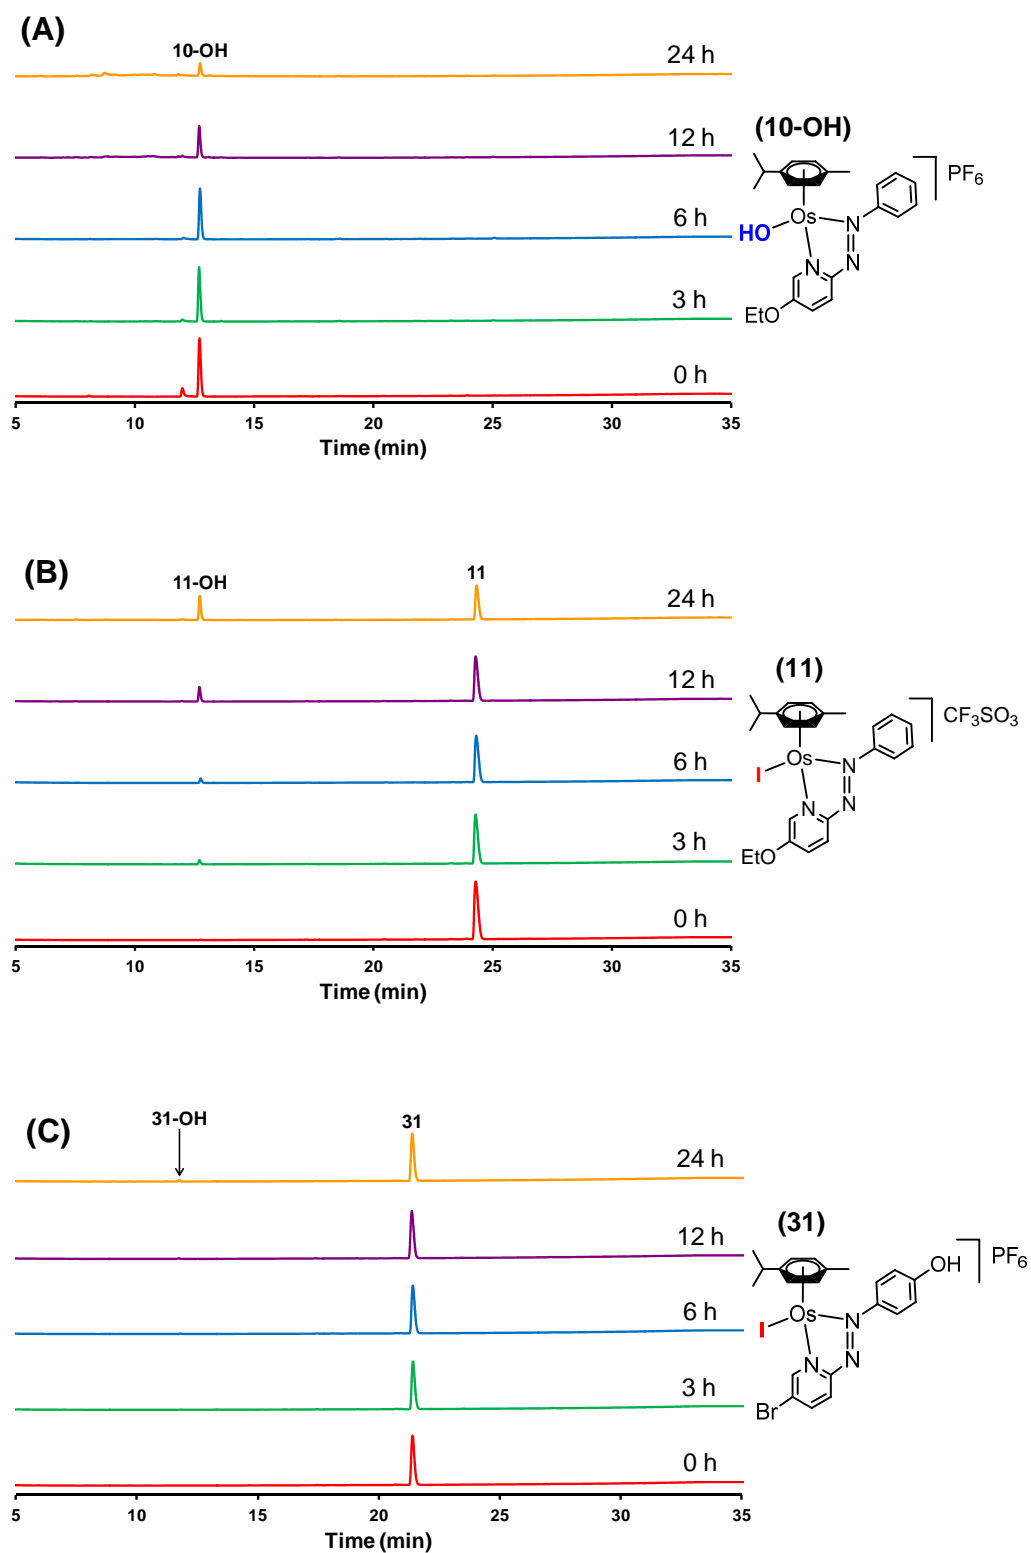 (A)
10-OH
24 h
12 h
6 h
3 h
0 h
5 10 15 20 25 30 35
Time (min)
(10-OH)
PF6
Os
N
HO
N
N
EtO
(B)
11-OH
11
24 h
12 h
6 h
3 h
0 h
5 10 15 20 25 30 35
Time (min)
(11)
CF3SO3
Os
N
I
N
N
EtO
(C)
31-OH
31
24 h
12 h
6 h
3 h
0 h
5 10 15 20 25 30 35
Time (min)
(31)
PF6
OH
Os
N
I
N
N
Br